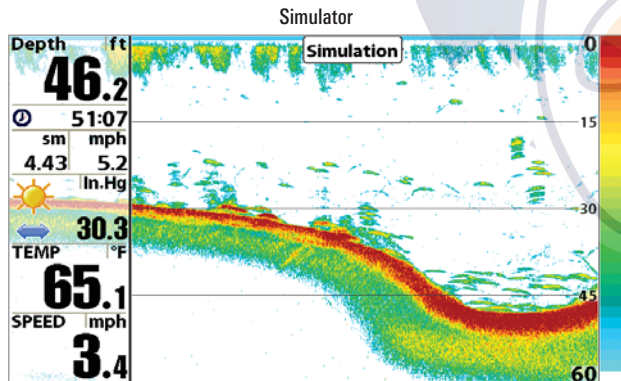 Simulator
Depth ft
46.2
51:07
sm mph
4.43 5.2
In.Hg
30.3
TEMP °F
65.1
SPEED mph
3.4
Simulation
0
15
30
45
60